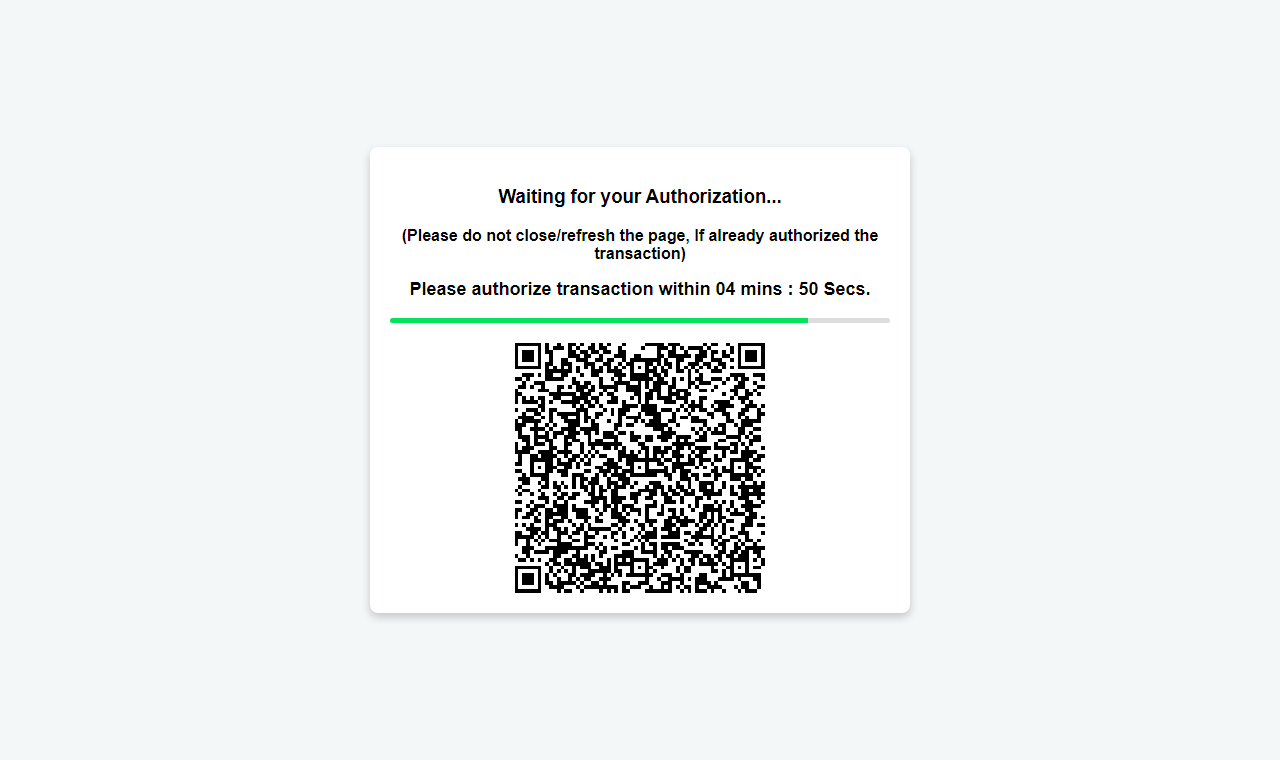 Waiting for your Authorization...
(Please do not close/refresh the page, If already authorized the
transaction)
Please authorize transaction within 04 mins : 50 Secs.